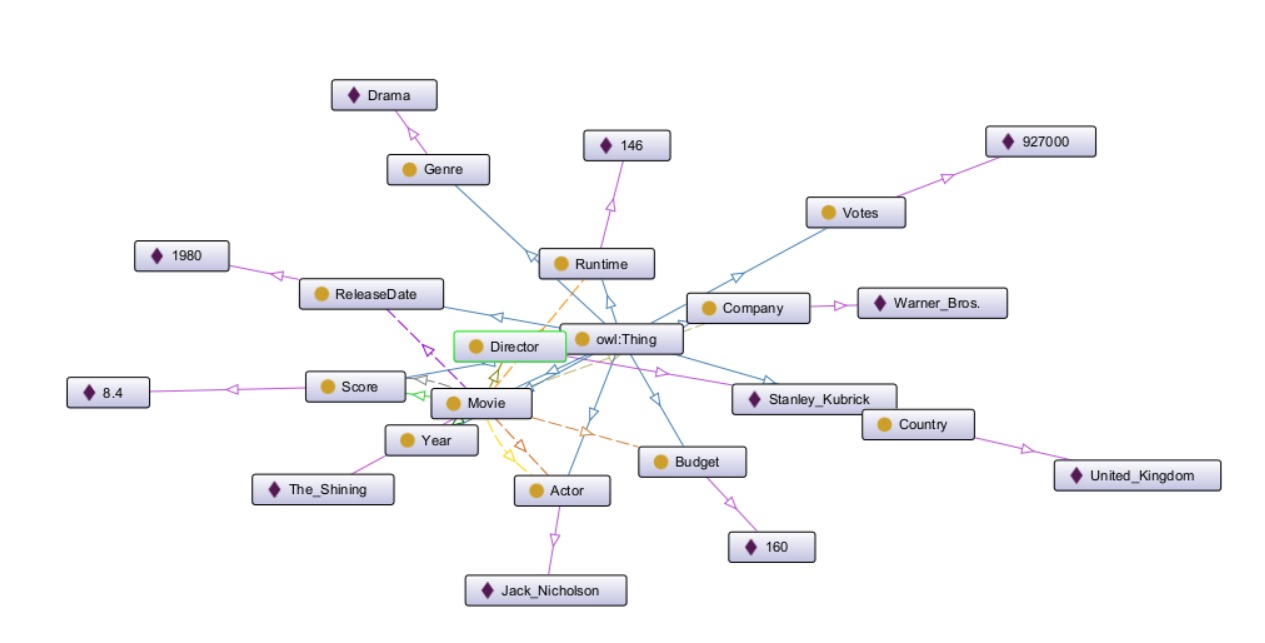 Drama
146
927000
Genre
Votes
1980
Runtime
ReleaseDate
Company
Warner_Bros.
owl:Thing
Director
Score
8.4
Movie
Stanley_Kubrick
Country
Year
Budget
United_Kingdom
The_Shining
Actor
160
Jack_Nicholson